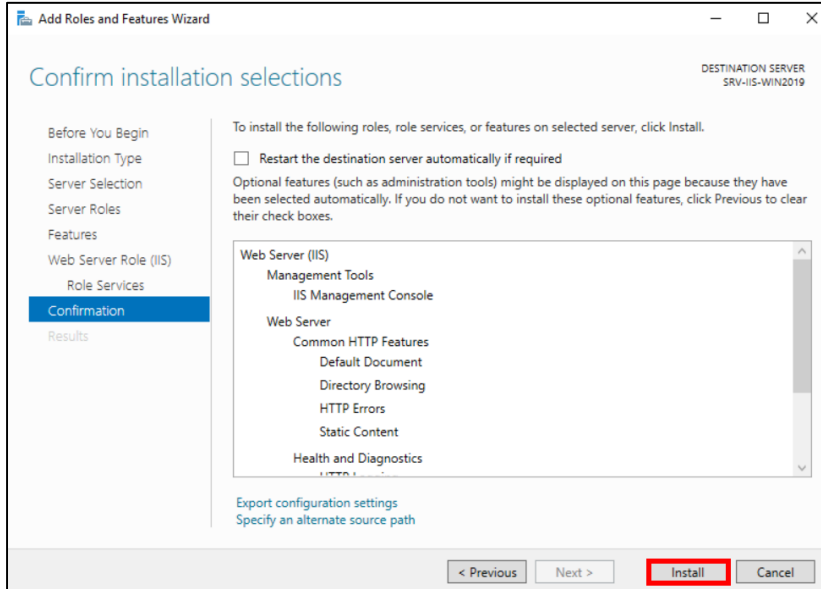 Add Roles and Features Wizard
Confirm installation selections
DESTINATION SERVER
SRV-IIS-WIN2019
Before You Begin
Installation Type
Server Selection
Server Roles
Features
Web Server Role (IIS)
Role Services
Confirmation
Results
To install the following roles, role services, or features on selected server, click Install.
Restart the destination server automatically if required
Optional features (such as administration tools) might be displayed on this page because they have
been selected automatically. If you do not want to install these optional features, click Previous to clear
their check boxes.
Web Server (IIS)
Management Tools
IIS Management Console
Web Server
Common HTTP Features
Default Document
Directory Browsing
HTTP Errors
Static Content
Health and Diagnostics
Export configuration settings
Specify an alternate source path
< Previous
Next >
Install
Cancel